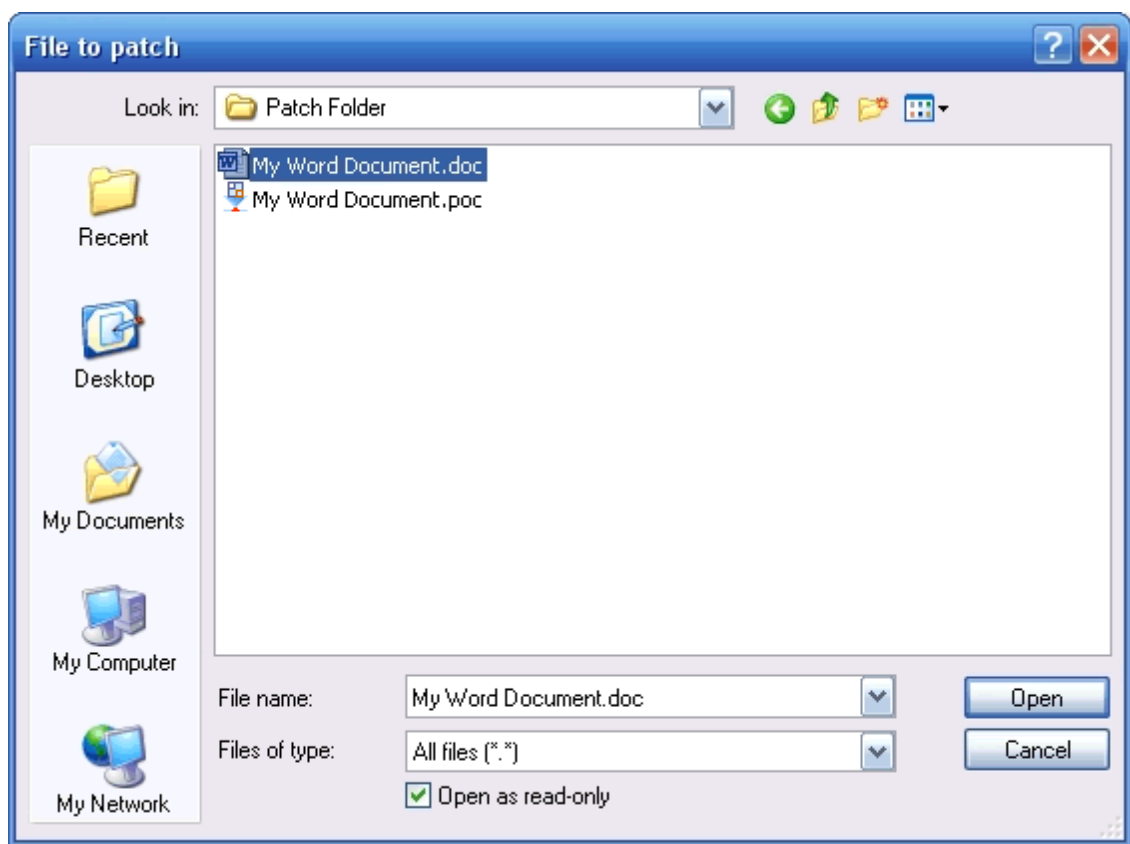 File to patch
Look in: Patch Folder
My Word Document.doc
My Word Document.poc
Recent
Desktop
My Documents
My Computer
My Network
File name: My Word Document.doc Open
Files of type: All files (*.*) Cancel
Open as read-only